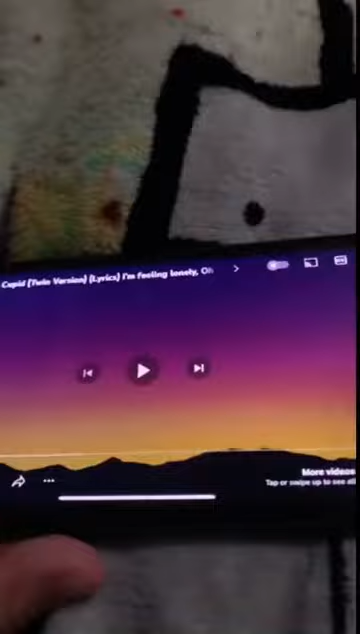 Cupid (Twin Version) (Lyrics) I'm feeling lonely, Oh
More videos
Tap or swipe up to see all